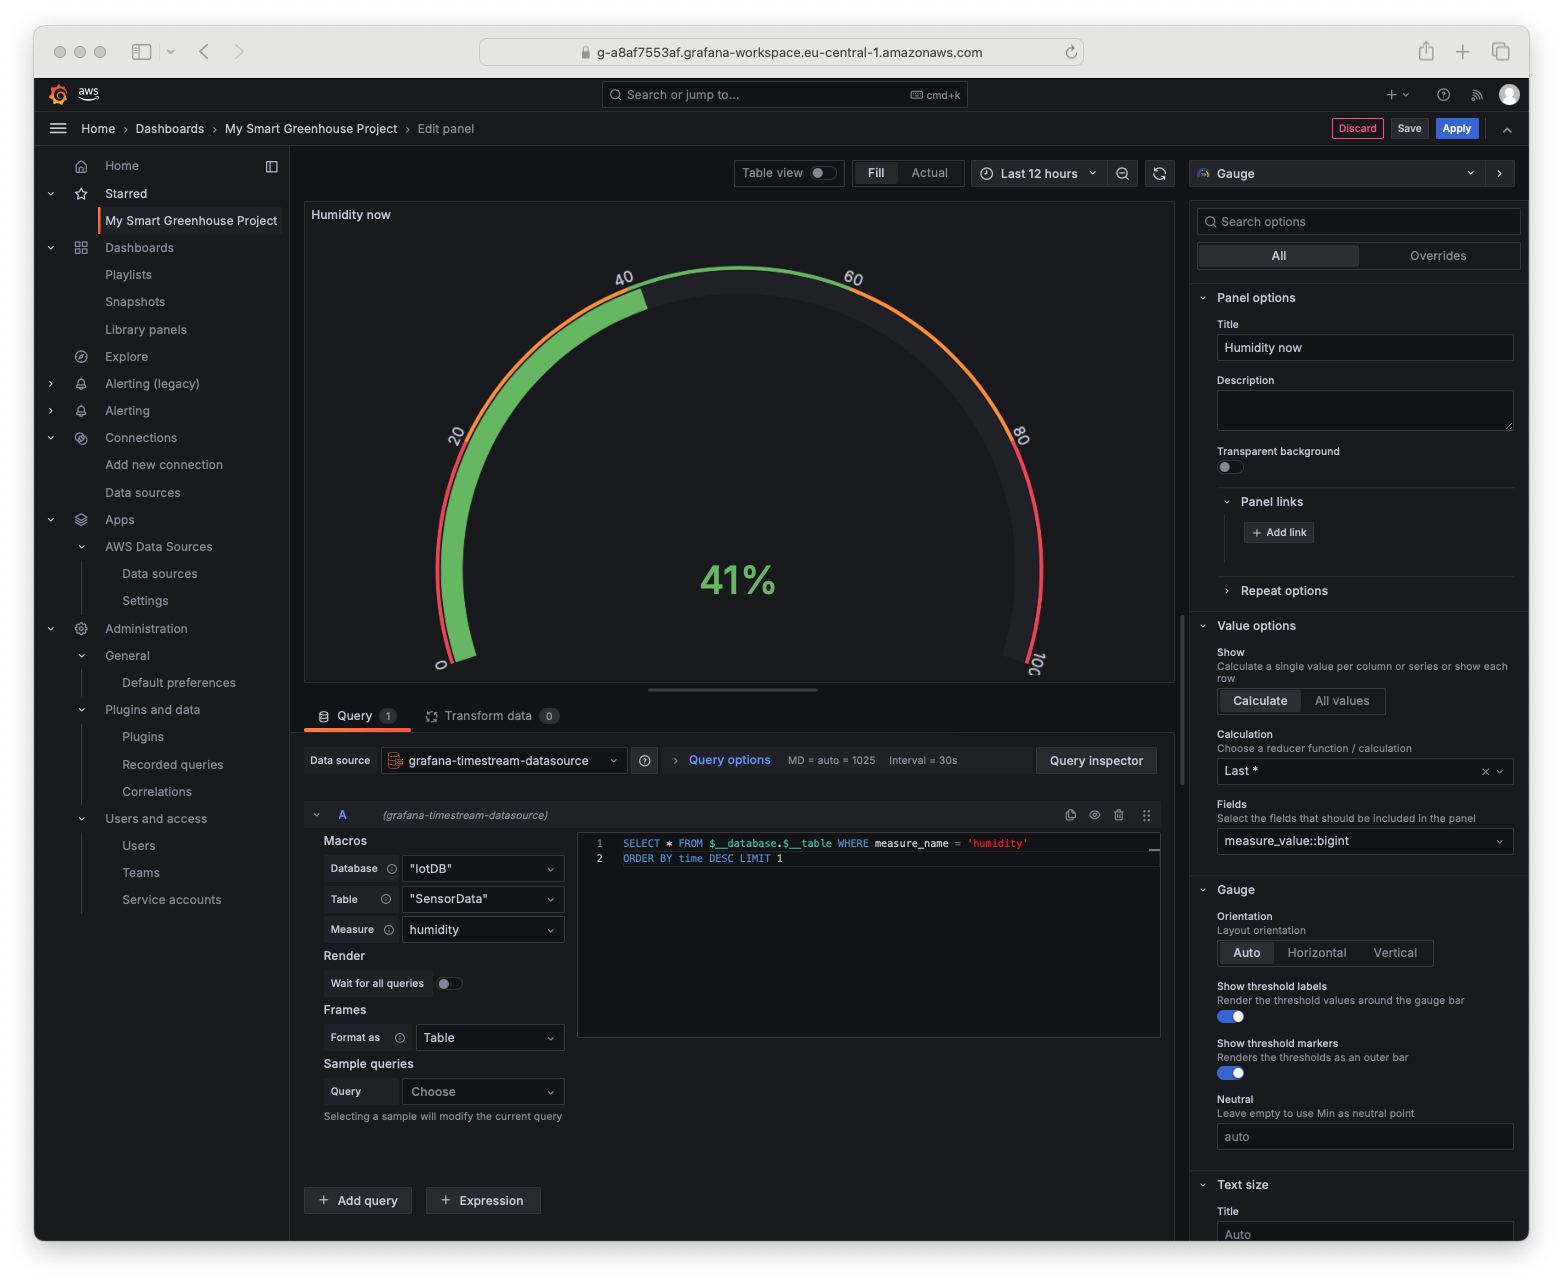 g-a8af7553af.grafana-workspace.eu-central-1.amazonaws.com
aws
Search or jump to...
cmd+k
Home › Dashboards › My Smart Greenhouse Project › Edit panel
Discard
Save
Apply
Home
Starred
My Smart Greenhouse Project
Dashboards
Playlists
Snapshots
Library panels
Explore
Alerting (legacy)
Alerting
Connections
Add new connection
Data sources
Apps
AWS Data Sources
Data sources
Settings
Administration
General
Default preferences
Plugins and data
Plugins
Recorded queries
Correlations
Users and access
Users
Teams
Service accounts
Table view
Fill
Actual
Last 12 hours
Humidity now
0
20
40
60
80
100
41%
Query 1
Transform data 0
Data source
grafana-timestream-datasource
Query options
MD = auto = 1025
Interval = 30s
Query inspector
A
(grafana-timestream-datasource)
Macros
Database
"IotDB"
Table
"SensorData"
Measure
humidity
Render
Wait for all queries
Frames
Format as
Table
Sample queries
Query
Choose
Selecting a sample will modify the current query
1 SELECT * FROM $__database.$__table WHERE measure_name = 'humidity'
2 ORDER BY time DESC LIMIT 1
+ Add query
+ Expression
Gauge
Search options
All
Overrides
Panel options
Title
Humidity now
Description
Transparent background
Panel links
+ Add link
Repeat options
Value options
Show
Calculate a single value per column or series or show each
row
Calculate
All values
Calculation
Choose a reducer function / calculation
Last *
Fields
Select the fields that should be included in the panel
measure_value::bigint
Gauge
Orientation
Layout orientation
Auto
Horizontal
Vertical
Show threshold labels
Render the threshold values around the gauge bar
Show threshold markers
Renders the thresholds as an outer bar
Neutral
Leave empty to use Min as neutral point
auto
Text size
Title
Auto